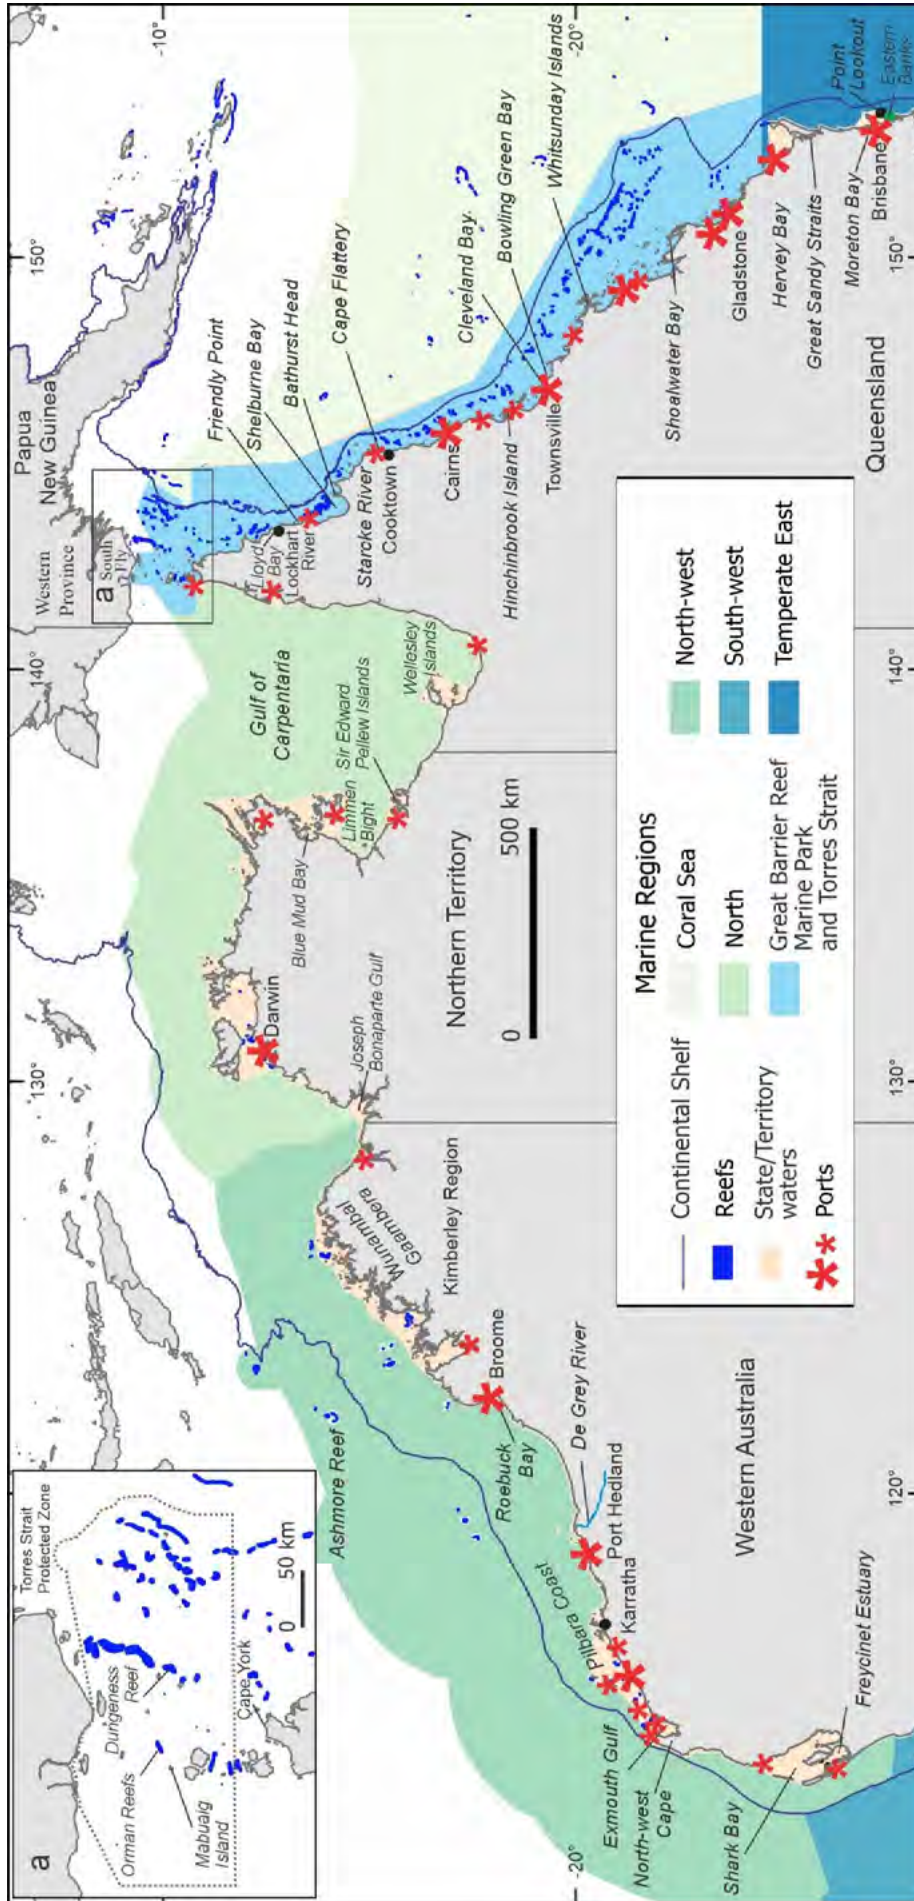 a
Torres Strait
Protected Zone
Orman Reefs
Dungeness
Reef
Mabuaig
Island
Cape York
0 50 km
130°
140°
150°
-10°
-20°
-20°
120°
130°
140°
150°
Western
Province
Papua
New Guinea
a
South
Fly
Friendly Point
Shelburne Bay
Bathurst Head
Cape Flattery
Lloyd
Bay
Lockhart
River
Staroke River
Cooktown
Cairns
Hinchinbrook Island
Townsville
Cleveland Bay
Bowling Green Bay
Whitsunday Islands
Shoalwater Bay
Gladstone
Hervey Bay
Great Sandy Straits
Moreton Bay
Brisbane
Point
Lookout
Eastern
Banks
Queensland
Gulf of
Carpentaria
Wellesley
Islands
Sir Edward
Pellew Islands
Limmen
Bight
Blue Mud Bay
Darwin
Joseph
Bonaparte Gulf
Northern Territory
0 500 km
Wunambal
Gaambera
Kimberley Region
Ashmore Reef
Broome
Roebuck
Bay
De Grey River
Port Hedland
Pilbara Coast
Karratha
Exmouth Gulf
North-west
Cape
Shark Bay
Freycinet Estuary
Western Australia
Marine Regions
Continental Shelf
Reefs
State/Territory
waters
Ports
Coral Sea
North
Great Barrier Reef
Marine Park
and Torres Strait
North-west
South-west
Temperate East